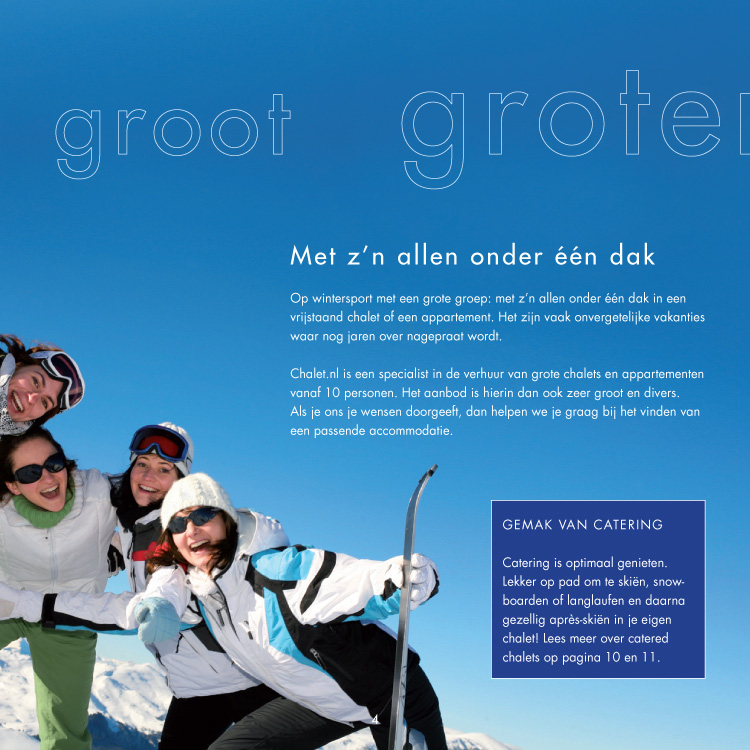 groot groter
Met z’n allen onder één dak
Op wintersport met een grote groep: met z’n allen onder één dak in een
vrijstaand chalet of een appartement. Het zijn vaak onvergetelijke vakanties
waar nog jaren over nagepraat wordt.
Chalet.nl is een specialist in de verhuur van grote chalets en appartementen
vanaf 10 personen. Het aanbod is hierin dan ook zeer groot en divers.
Als je ons je wensen doorgeeft, dan helpen we je graag bij het vinden van
een passende accommodatie.
GEMAK VAN CATERING
Catering is optimaal genieten.
Lekker op pad om te skiën, snow-
boarden of langlaufen en daarna
gezellig après-skiën in je eigen
chalet! Lees meer over catered
chalets op pagina 10 en 11.
4